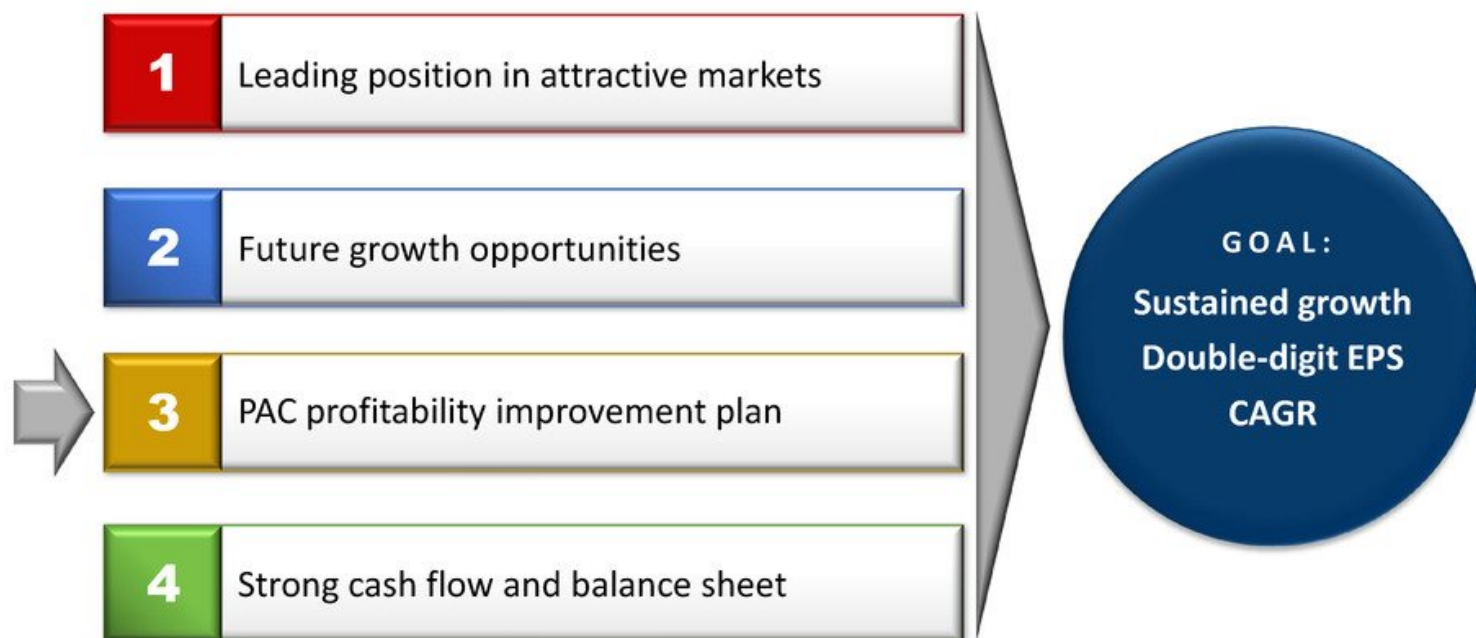 1 Leading position in attractive markets
2 Future growth opportunities
3 PAC profitability improvement plan
4 Strong cash flow and balance sheet
GOAL:
Sustained growth
Double-digit EPS
CAGR